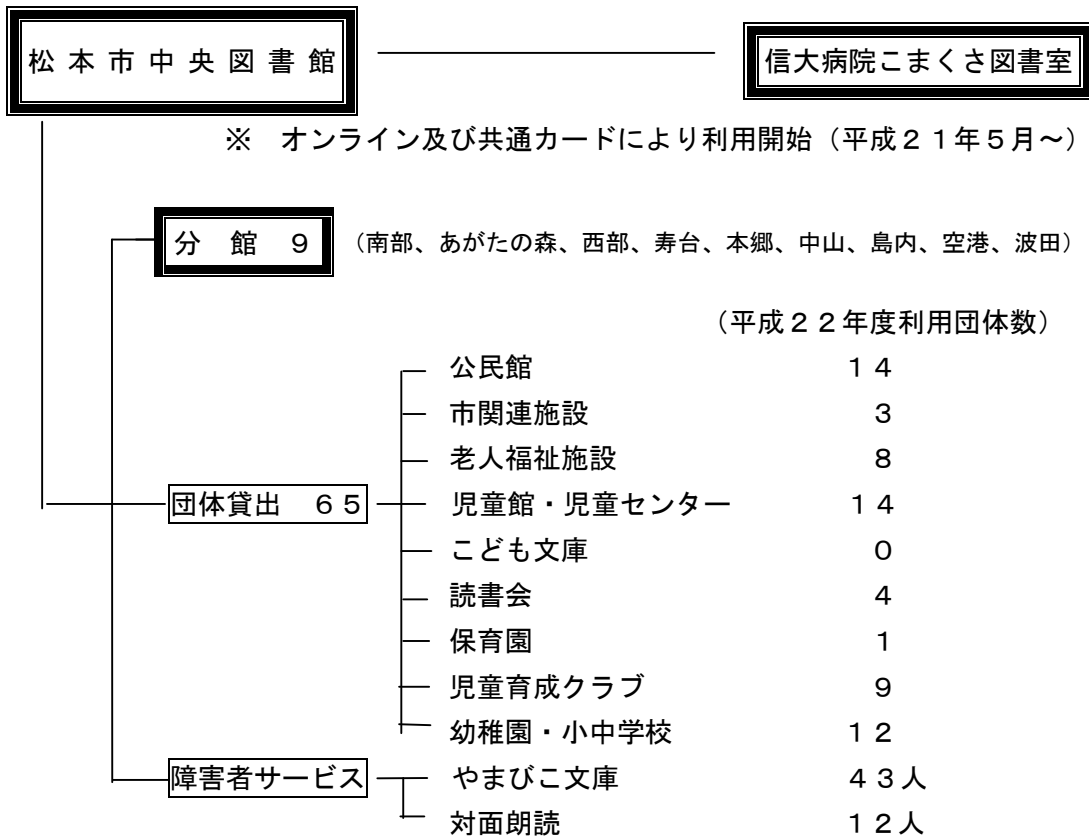 松本市中央図書館
信大病院こまくさ図書室
※　オンライン及び共通カードにより利用開始（平成２１年５月～）
分　館　９　（南部、あがたの森、西部、寿台、本郷、中山、島内、空港、波田）
（平成２２年度利用団体数）
公民館　１４
市関連施設　３
老人福祉施設　８
団体貸出　６５　児童館・児童センター　１４
こども文庫　０
読書会　４
保育園　１
児童育成クラブ　９
幼稚園・小中学校　１２
障害者サービス　やまびこ文庫　４３人
対面朗読　１２人